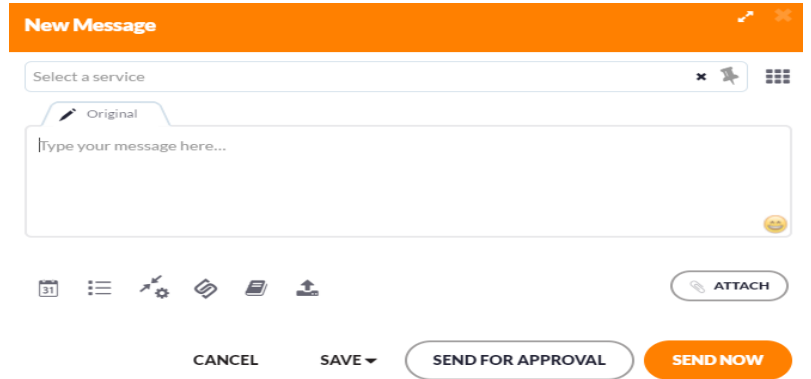 New Message
Select a service
Original
Type your message here...
31
ATTACH
CANCEL SAVE SEND FOR APPROVAL SEND NOW